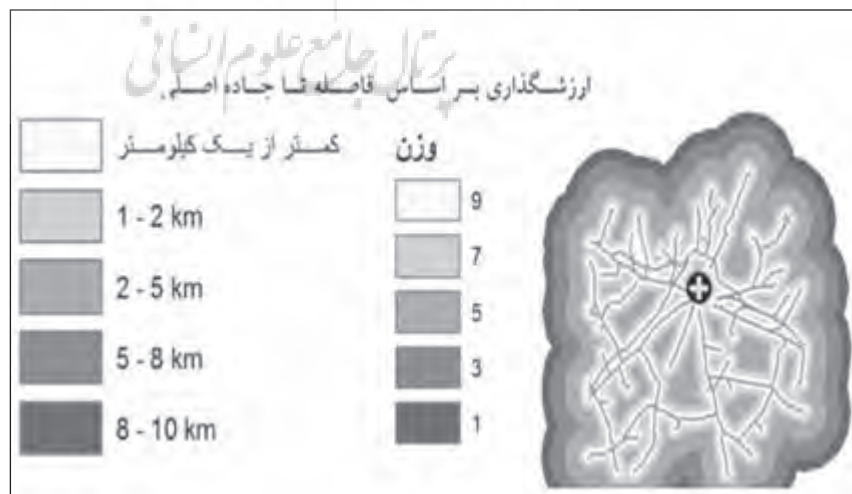 پرتال جامع علوم انسانی
ارزشگذاری بر اساس فاصله تا جاده اصلی
کمتر از یک کیلومتر
1 - 2 km
2 - 5 km
5 - 8 km
8 - 10 km
وزن
9
7
5
3
1